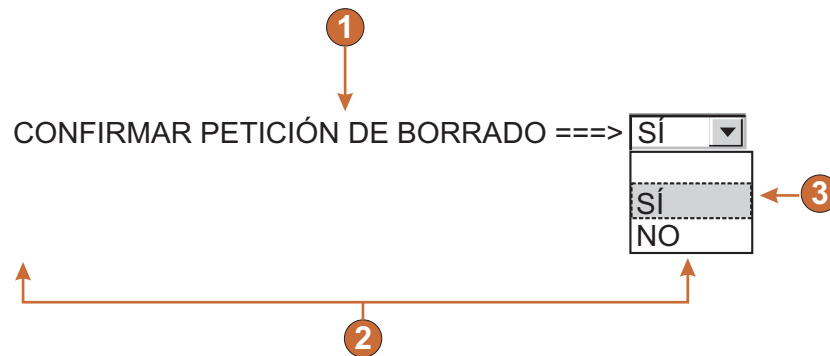 1
CONFIRMAR PETICIÓN DE BORRADO ===> SÍ
SÍ
3
NO
2